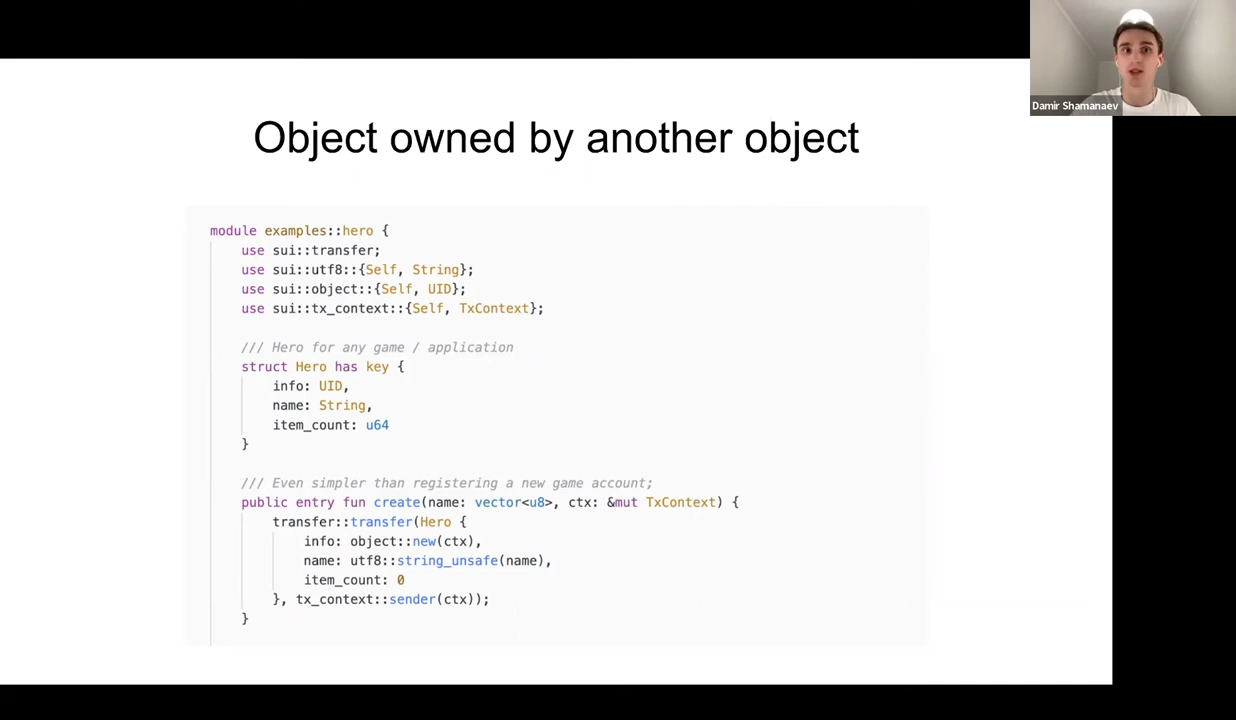 Damir Shamanaev
Object owned by another object
module examples::hero {
    use sui::transfer;
    use sui::utf8::{Self, String};
    use sui::object::{Self, UID};
    use sui::tx_context::{Self, TxContext};

    /// Hero for any game / application
    struct Hero has key {
        info: UID,
        name: String,
        item_count: u64
    }

    /// Even simpler than registering a new game account;
    public entry fun create(name: vector<u8>, ctx: &mut TxContext) {
        transfer::transfer(Hero {
            info: object::new(ctx),
            name: utf8::string_unsafe(name),
            item_count: 0
        }, tx_context::sender(ctx));
    }